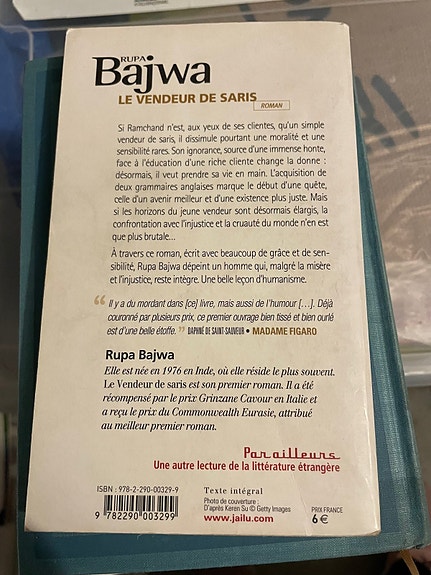 RUPA
Bajwa
LE VENDEUR DE SARIS
ROMAN
Si Ramchand n'est, aux yeux de ses clientes, qu'un simple
vendeur de saris, il dissimule pourtant une moralité et une
sensibilité rares. Son ignorance, source d'une immense honte,
face à l'éducation d'une riche cliente change la donne :
désormais, il veut prendre sa vie en main. L'acquisition de
deux grammaires anglaises marque le début d'une quête,
celle d'un avenir meilleur et d'une existence plus juste. Mais
si les horizons du jeune vendeur sont désormais élargis, la
confrontation avec l'injustice et la cruauté du monde n'en est
que plus brutale...
À travers ce roman, écrit avec beaucoup de grâce et de sen-
sibilité, Rupa Bajwa dépeint un homme qui, malgré la misère
et l'injustice, reste intègre. Une belle leçon d'humanisme.
“ Il y a du mordant dans [ce] livre, mais aussi de l'humour [...]. Déjà
couronné par plusieurs prix, ce premier ouvrage bien tissé et bien ourlé
est d'une belle étoffe. ” DAPHNÉ DE SAINT-SAUVEUR • MADAME FIGARO
Rupa Bajwa
Elle est née en 1976 en Inde, où elle réside le plus souvent.
Le Vendeur de saris est son premier roman. Il a été
récompensé par le prix Grinzane Cavour en Italie et
a reçu le prix du Commonwealth Eurasie, attribué
au meilleur premier roman.
Par ailleurs
Une autre lecture de la littérature étrangère
ISBN : 978-2-290-00329-9
9 782290 003299
Texte intégral
Photo de couverture :
D'après Keren Su © Getty Images
www.jailu.com
PRIX FRANCE
6 €